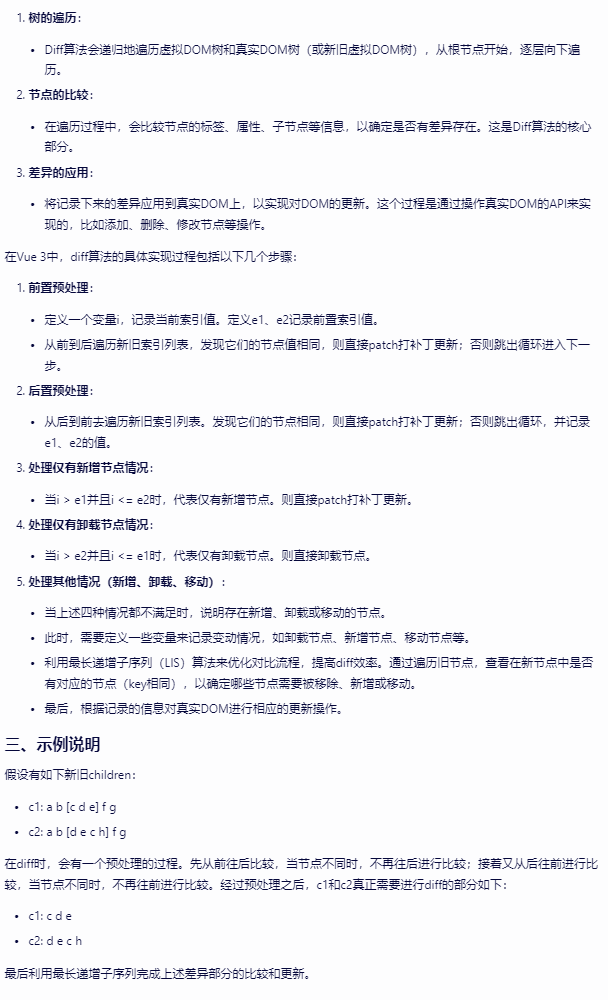 1. 树的遍历：
• Diff算法会递归地遍历虚拟DOM树和真实DOM树（或新旧虚拟DOM树），从根节点开始，逐层向下遍
历。
2. 节点的比较：
• 在遍历过程中，会比较节点的标签、属性、子节点等信息，以确定是否有差异存在。这是Diff算法的核心
部分。
3. 差异的应用：
• 将记录下来的差异应用到真实DOM上，以实现对DOM的更新。这个过程是通过操作真实DOM的API来实
现的，比如添加、删除、修改节点等操作。
在Vue 3中，diff算法的具体实现过程包括以下几个步骤：
1. 前置预处理：
• 定义一个变量i，记录当前索引值。定义e1、e2记录前置索引值。
• 从前到后遍历新旧索引列表，发现它们的节点值相同，则直接patch打补丁更新；否则跳出循环进入下一
步。
2. 后置预处理：
• 从后到前去遍历新旧索引列表。发现它们的节点相同，则直接patch打补丁更新；否则跳出循环，并记录
e1、e2的值。
3. 处理仅有新增节点情况：
• 当i > e1并且i <= e2时，代表仅有新增节点。则直接patch打补丁更新。
4. 处理仅有卸载节点情况：
• 当i > e2并且i <= e1时，代表仅有卸载节点。则直接卸载节点。
5. 处理其他情况（新增、卸载、移动）：
• 当上述四种情况都不满足时，说明存在新增、卸载或移动的节点。
• 此时，需要定义一些变量来记录变动情况，如卸载节点、新增节点、移动节点等。
• 利用最长递增子序列（LIS）算法来优化对比流程，提高diff效率。通过遍历旧节点，查看在新节点中是否
有对应的节点（key相同），以确定哪些节点需要被移除、新增或移动。
• 最后，根据记录的信息对真实DOM进行相应的更新操作。
三、示例说明
假设有如下新旧children：
• c1: a b [c d e] f g
• c2: a b [d e c h] f g
在diff时，会有一个预处理的过程。先从前往后比较，当节点不同时，不再往后进行比较；接着又从后往前进行比
较，当节点不同时，不再往前进行比较。经过预处理之后，c1和c2真正需要进行diff的部分如下：
• c1: c d e
• c2: d e c h
最后利用最长递增子序列完成上述差异部分的比较和更新。